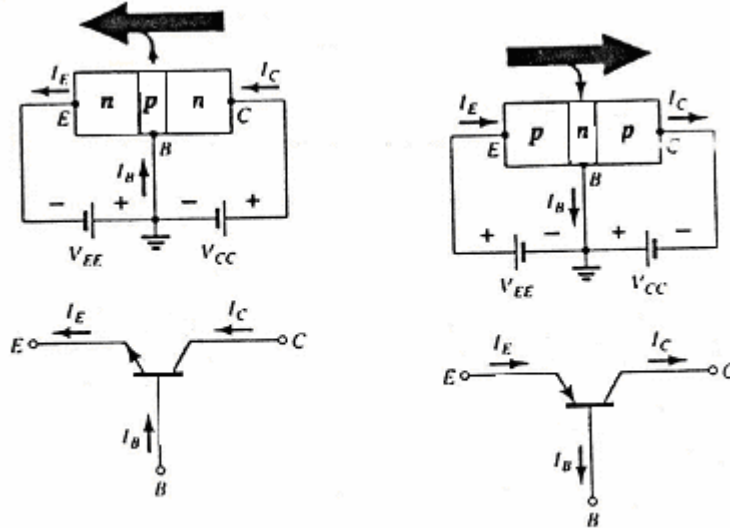 I_E
I_C
n p n
E
C
B
I_B
− + − +
V_EE V_CC
I_E
I_C
E
C
I_B
B
I_E
I_C
p n p
E
C
B
I_B
+ − + −
V_EE V_CC
I_E
I_C
E
C
I_B
B